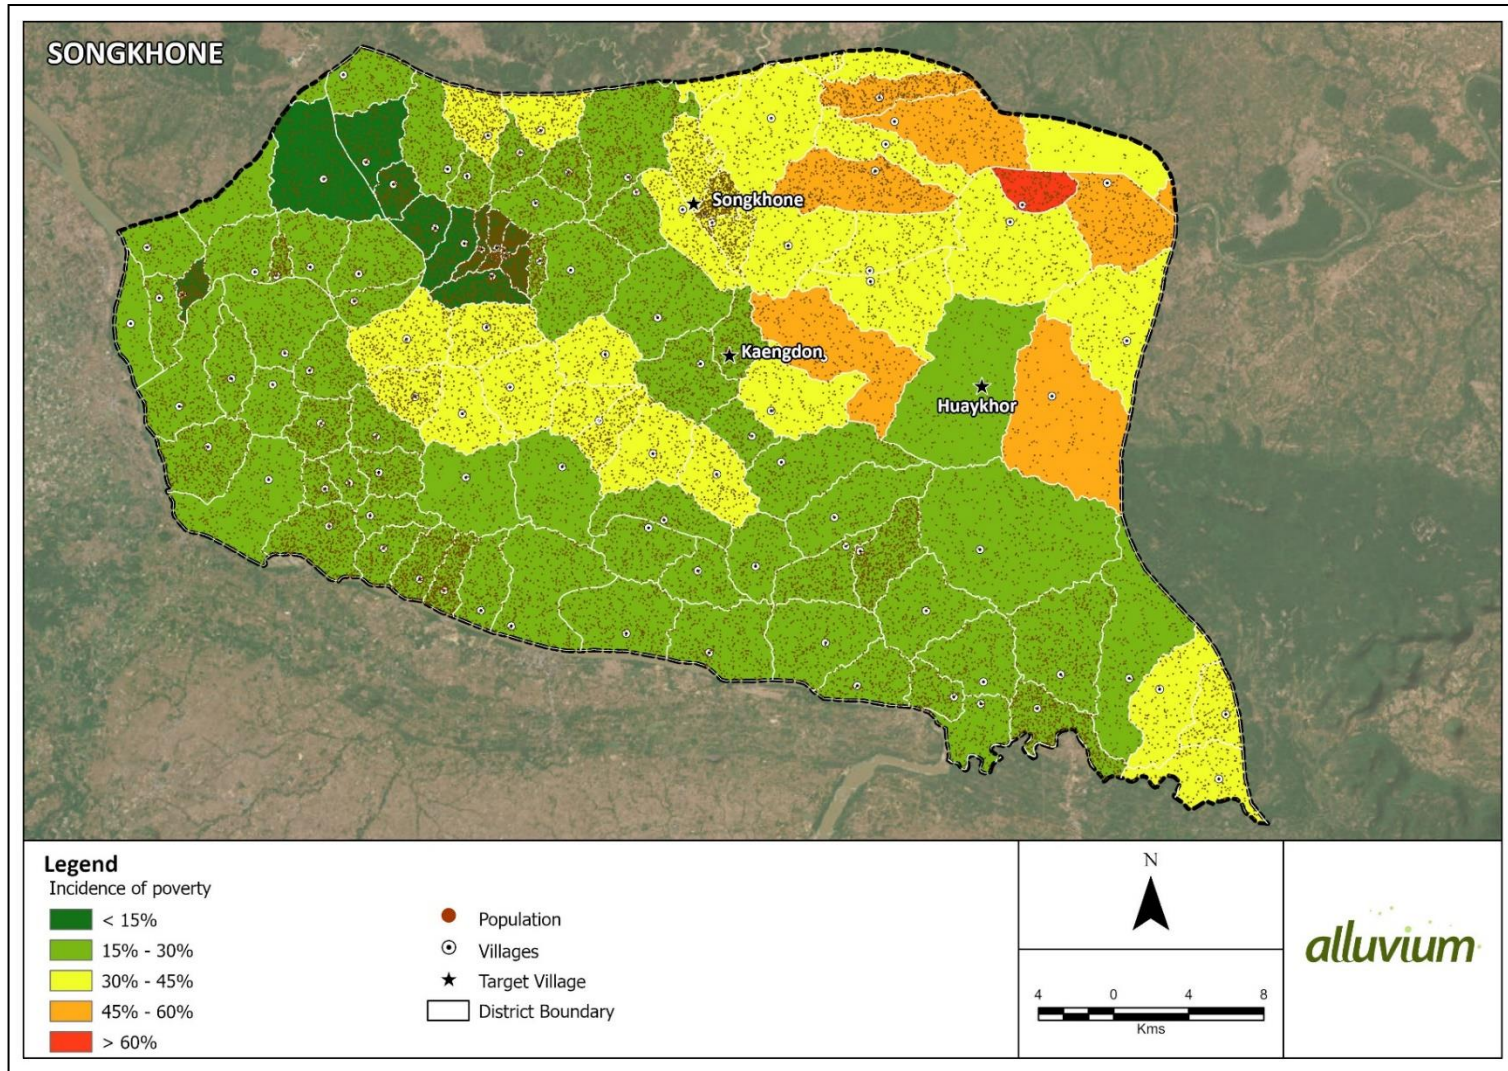 SONGKHONE
Songkhone
Kaengdon
Huaykhor
Legend
Incidence of poverty
< 15%
15% - 30%
30% - 45%
45% - 60%
> 60%
Population
Villages
Target Village
District Boundary
N
4 0 4 8
Kms
alluvium